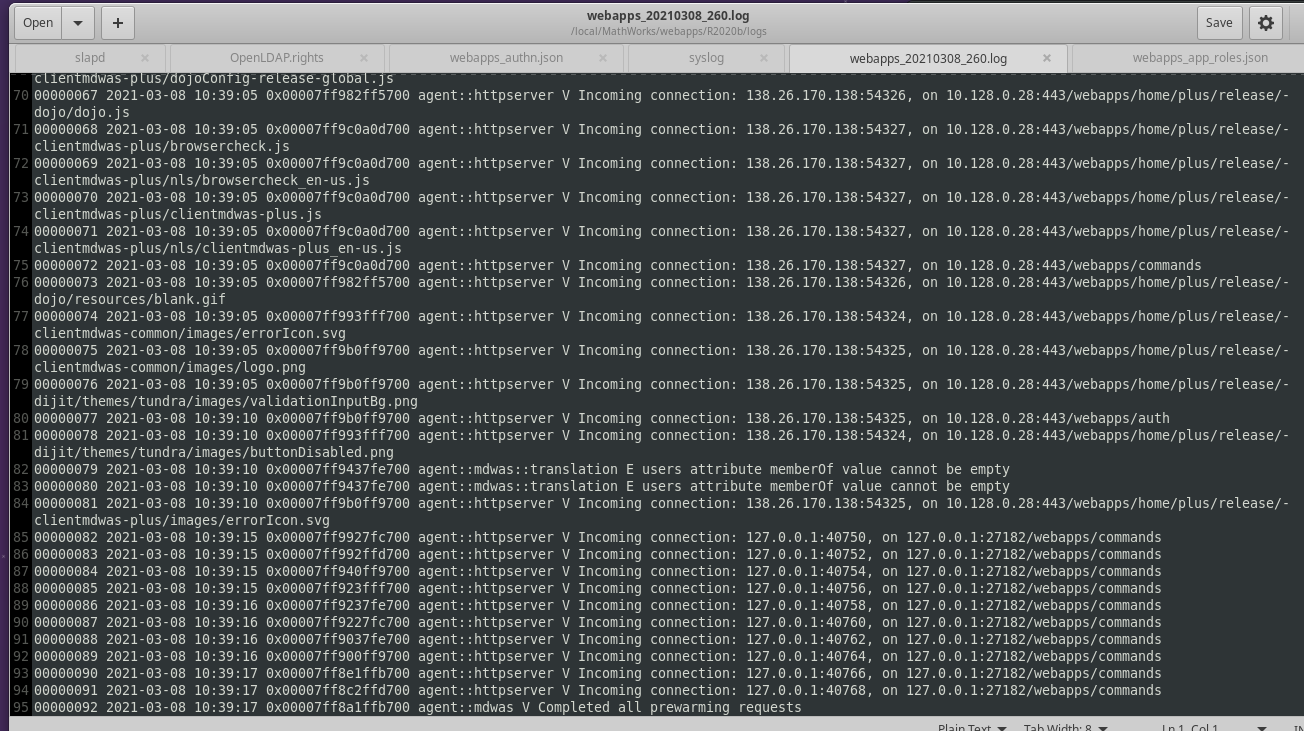 Open
+
webapps_20210308_260.log
/local/MathWorks/webapps/R2020b/logs
Save
slapd ×
OpenLDAP.rights ×
webapps_authn.json ×
syslog ×
webapps_20210308_260.log ×
webapps_app_roles.json
clientmdwas-plus/dojoConfig-release-global.js
70 00000067 2021-03-08 10:39:05 0x00007ff982ff5700 agent::httpserver V Incoming connection: 138.26.170.138:54326, on 10.128.0.28:443/webapps/home/plus/release/-
dojo/dojo.js
71 00000068 2021-03-08 10:39:05 0x00007ff9c0a0d700 agent::httpserver V Incoming connection: 138.26.170.138:54327, on 10.128.0.28:443/webapps/home/plus/release/-
clientmdwas-plus/browsercheck.js
72 00000069 2021-03-08 10:39:05 0x00007ff9c0a0d700 agent::httpserver V Incoming connection: 138.26.170.138:54327, on 10.128.0.28:443/webapps/home/plus/release/-
clientmdwas-plus/nls/browsercheck_en-us.js
73 00000070 2021-03-08 10:39:05 0x00007ff9c0a0d700 agent::httpserver V Incoming connection: 138.26.170.138:54327, on 10.128.0.28:443/webapps/home/plus/release/-
clientmdwas-plus/clientmdwas-plus.js
74 00000071 2021-03-08 10:39:05 0x00007ff9c0a0d700 agent::httpserver V Incoming connection: 138.26.170.138:54327, on 10.128.0.28:443/webapps/home/plus/release/-
clientmdwas-plus/nls/clientmdwas-plus_en-us.js
75 00000072 2021-03-08 10:39:05 0x00007ff9c0a0d700 agent::httpserver V Incoming connection: 138.26.170.138:54327, on 10.128.0.28:443/webapps/commands
76 00000073 2021-03-08 10:39:05 0x00007ff982ff5700 agent::httpserver V Incoming connection: 138.26.170.138:54326, on 10.128.0.28:443/webapps/home/plus/release/-
dojo/resources/blank.gif
77 00000074 2021-03-08 10:39:05 0x00007ff993fff700 agent::httpserver V Incoming connection: 138.26.170.138:54324, on 10.128.0.28:443/webapps/home/plus/release/-
clientmdwas-common/images/errorIcon.svg
78 00000075 2021-03-08 10:39:05 0x00007ff9b0ff9700 agent::httpserver V Incoming connection: 138.26.170.138:54325, on 10.128.0.28:443/webapps/home/plus/release/-
clientmdwas-common/images/logo.png
79 00000076 2021-03-08 10:39:05 0x00007ff9b0ff9700 agent::httpserver V Incoming connection: 138.26.170.138:54325, on 10.128.0.28:443/webapps/home/plus/release/-
dijit/themes/tundra/images/validationInputBg.png
80 00000077 2021-03-08 10:39:10 0x00007ff9b0ff9700 agent::httpserver V Incoming connection: 138.26.170.138:54325, on 10.128.0.28:443/webapps/auth
81 00000078 2021-03-08 10:39:10 0x00007ff993fff700 agent::httpserver V Incoming connection: 138.26.170.138:54324, on 10.128.0.28:443/webapps/home/plus/release/-
dijit/themes/tundra/images/buttonDisabled.png
82 00000079 2021-03-08 10:39:10 0x00007ff9437fe700 agent::mdwas::translation E users attribute memberOf value cannot be empty
83 00000080 2021-03-08 10:39:10 0x00007ff9437fe700 agent::mdwas::translation E users attribute memberOf value cannot be empty
84 00000081 2021-03-08 10:39:10 0x00007ff9b0ff9700 agent::httpserver V Incoming connection: 138.26.170.138:54325, on 10.128.0.28:443/webapps/home/plus/release/-
clientmdwas-plus/images/errorIcon.svg
85 00000082 2021-03-08 10:39:15 0x00007ff9927fc700 agent::httpserver V Incoming connection: 127.0.0.1:40750, on 127.0.0.1:27182/webapps/commands
86 00000083 2021-03-08 10:39:15 0x00007ff992ffd700 agent::httpserver V Incoming connection: 127.0.0.1:40752, on 127.0.0.1:27182/webapps/commands
87 00000084 2021-03-08 10:39:15 0x00007ff940ff9700 agent::httpserver V Incoming connection: 127.0.0.1:40754, on 127.0.0.1:27182/webapps/commands
88 00000085 2021-03-08 10:39:15 0x00007ff923fff700 agent::httpserver V Incoming connection: 127.0.0.1:40756, on 127.0.0.1:27182/webapps/commands
89 00000086 2021-03-08 10:39:16 0x00007ff9237fe700 agent::httpserver V Incoming connection: 127.0.0.1:40758, on 127.0.0.1:27182/webapps/commands
90 00000087 2021-03-08 10:39:16 0x00007ff9227fc700 agent::httpserver V Incoming connection: 127.0.0.1:40760, on 127.0.0.1:27182/webapps/commands
91 00000088 2021-03-08 10:39:16 0x00007ff9037fe700 agent::httpserver V Incoming connection: 127.0.0.1:40762, on 127.0.0.1:27182/webapps/commands
92 00000089 2021-03-08 10:39:16 0x00007ff900ff9700 agent::httpserver V Incoming connection: 127.0.0.1:40764, on 127.0.0.1:27182/webapps/commands
93 00000090 2021-03-08 10:39:17 0x00007ff8e1ffb700 agent::httpserver V Incoming connection: 127.0.0.1:40766, on 127.0.0.1:27182/webapps/commands
94 00000091 2021-03-08 10:39:17 0x00007ff8c2ffd700 agent::httpserver V Incoming connection: 127.0.0.1:40768, on 127.0.0.1:27182/webapps/commands
95 00000092 2021-03-08 10:39:17 0x00007ff8a1ffb700 agent::mdwas V Completed all prewarming requests
Plain Text Tab Width: 8 Ln 1, Col 1